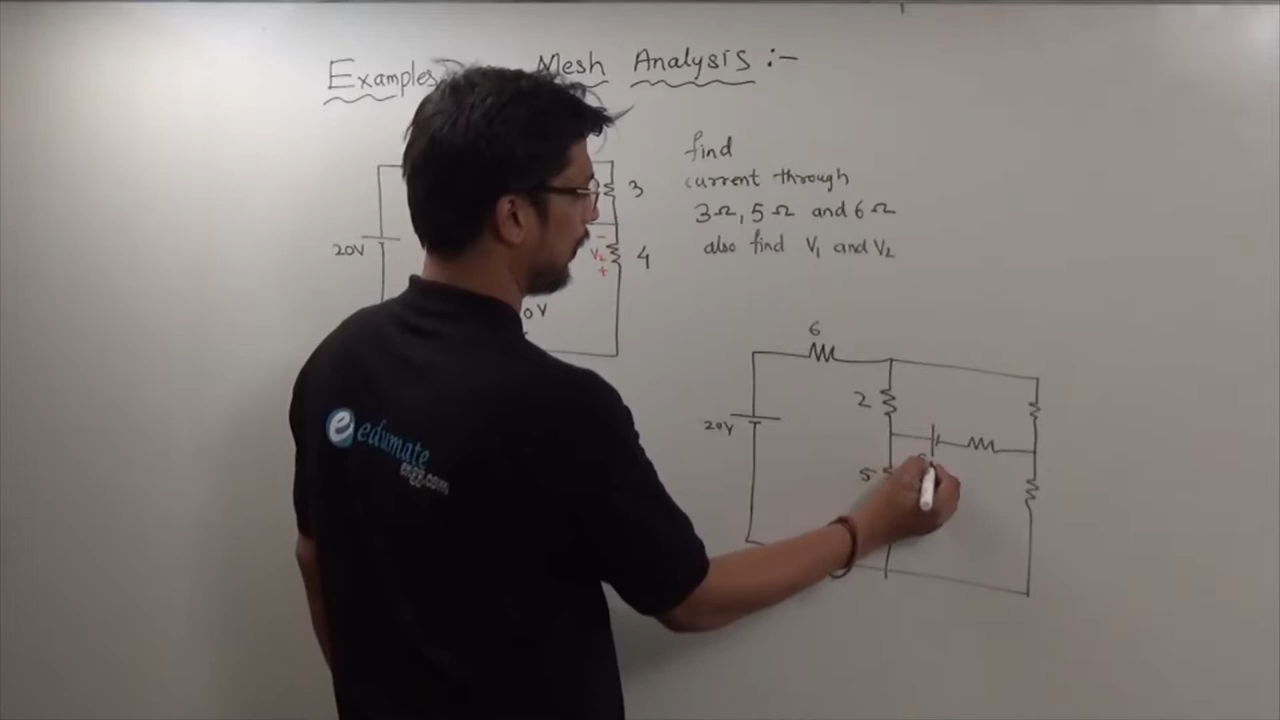 Examples Mesh Analysis :-
find
current through
3Ω, 5Ω and 6Ω
also find V₁ and V₂
3
20V
-
V₂
+
4
0V
6
2
20V
5
e edumate
engg.com